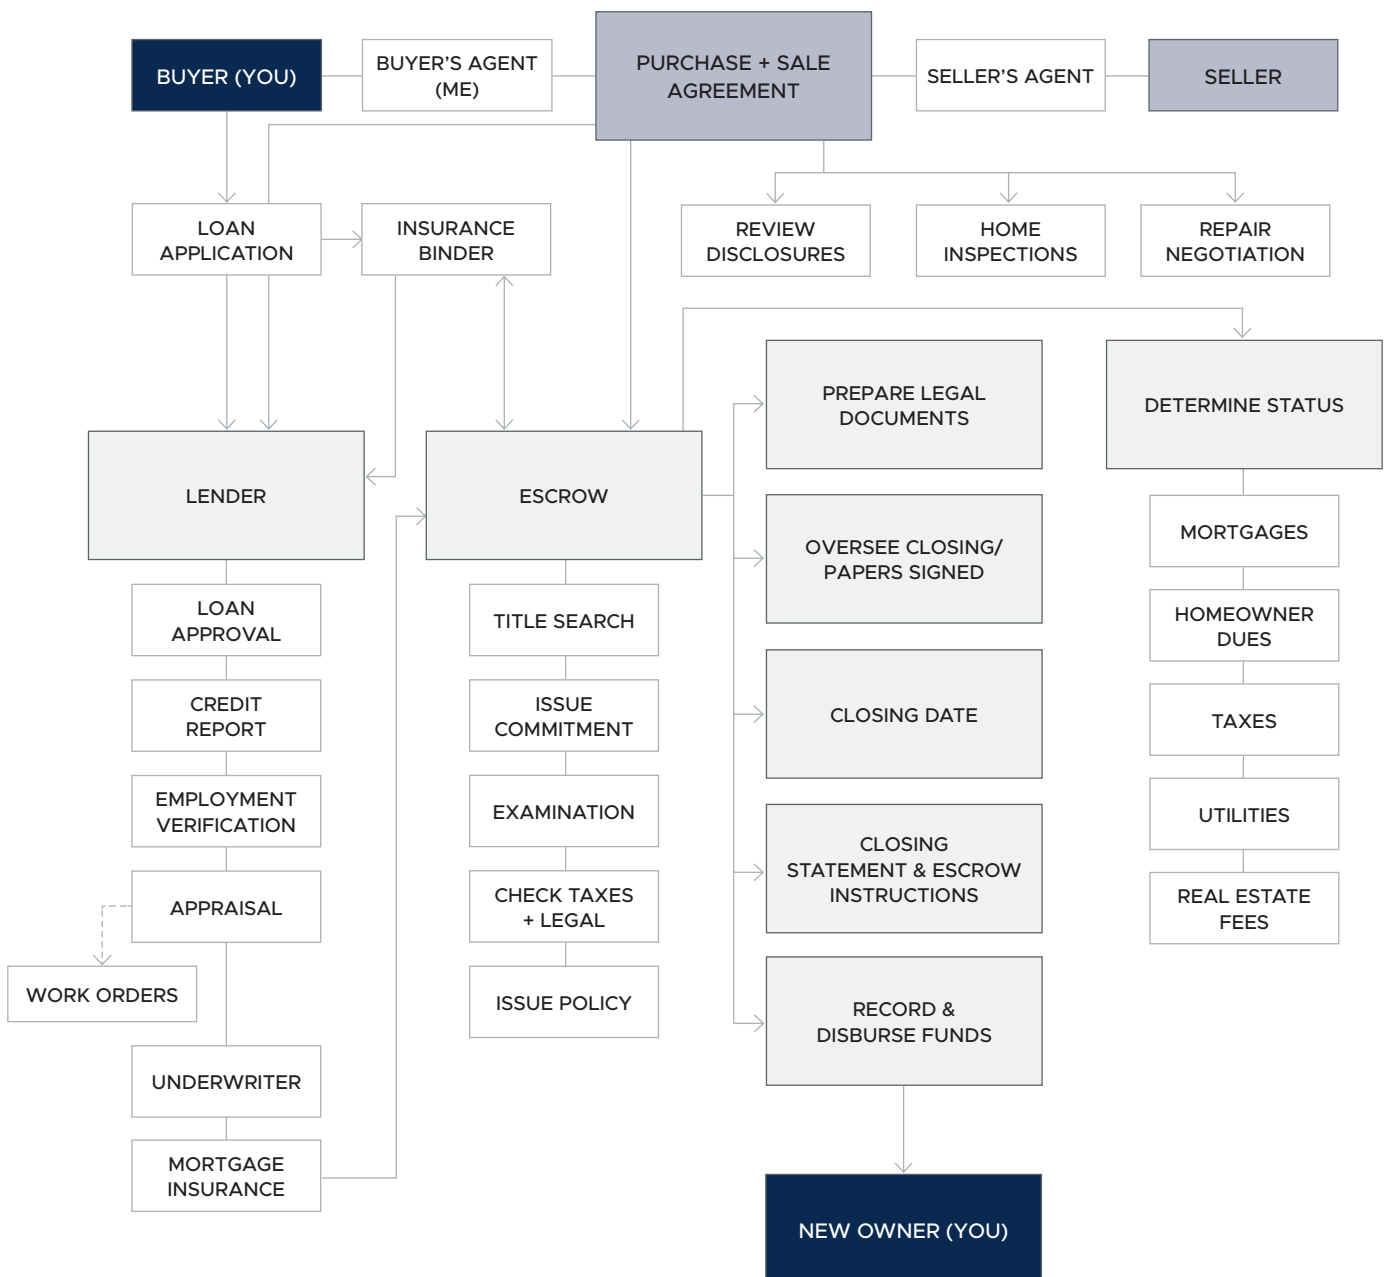 BUYER (YOU)
BUYER’S AGENT
(ME)
PURCHASE + SALE
AGREEMENT
SELLER’S AGENT
SELLER
LOAN
APPLICATION
INSURANCE
BINDER
REVIEW
DISCLOSURES
HOME
INSPECTIONS
REPAIR
NEGOTIATION
LENDER
ESCROW
PREPARE LEGAL
DOCUMENTS
DETERMINE STATUS
OVERSEE CLOSING/
PAPERS SIGNED
CLOSING DATE
CLOSING
STATEMENT & ESCROW
INSTRUCTIONS
RECORD &
DISBURSE FUNDS
LOAN
APPROVAL
CREDIT
REPORT
EMPLOYMENT
VERIFICATION
APPRAISAL
WORK ORDERS
UNDERWRITER
MORTGAGE
INSURANCE
TITLE SEARCH
ISSUE
COMMITMENT
EXAMINATION
CHECK TAXES
+ LEGAL
ISSUE POLICY
MORTGAGES
HOMEOWNER
DUES
TAXES
UTILITIES
REAL ESTATE
FEES
NEW OWNER (YOU)